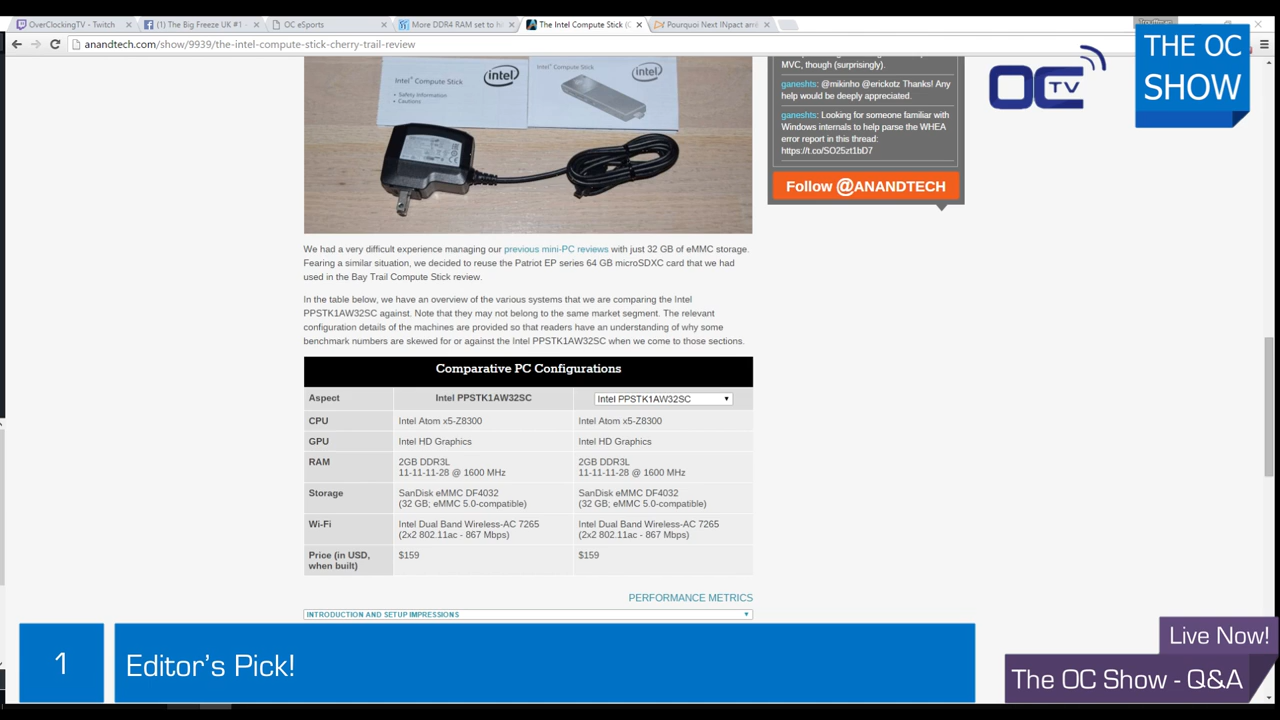 OverClockingTV - Twitch
The Big Freeze UK #1 -
OC eSports
More DDR4 RAM set to hi
The Intel Compute Stick (C
Pourquoi Next INpact and
anandtech.com/show/9939/the-intel-compute-stick-cherry-trail-review
THE OC
SHOW
OC
TV
Intel® Compute Stick
intel
• Safety Information
• Cautions
Intel® Compute Stick
intel
MVC, though (surprisingly).
ganeshts: @mikinho @erickotz Thanks! Any
help would be deeply appreciated.
ganeshts: Looking for someone familiar with
Windows internals to help parse the WHEA
error report in this thread:
https://t.co/SO25zt1bD7
Follow @ANANDTECH
We had a very difficult experience managing our previous mini-PC reviews with just 32 GB of eMMC storage.
Fearing a similar situation, we decided to reuse the Patriot EP series 64 GB microSDXC card that we had
used in the Bay Trail Compute Stick review.
In the table below, we have an overview of the various systems that we are comparing the Intel
PPSTK1AW32SC against. Note that they may not belong to the same market segment. The relevant
configuration details of the machines are provided so that readers have an understanding of why some
benchmark numbers are skewed for or against the Intel PPSTK1AW32SC when we come to those sections.
Comparative PC Configurations
Aspect Intel PPSTK1AW32SC Intel PPSTK1AW32SC
CPU Intel Atom x5-Z8300 Intel Atom x5-Z8300
GPU Intel HD Graphics Intel HD Graphics
RAM 2GB DDR3L 2GB DDR3L
11-11-11-28 @ 1600 MHz 11-11-11-28 @ 1600 MHz
Storage SanDisk eMMC DF4032 SanDisk eMMC DF4032
(32 GB; eMMC 5.0-compatible) (32 GB; eMMC 5.0-compatible)
Wi-Fi Intel Dual Band Wireless-AC 7265 Intel Dual Band Wireless-AC 7265
(2x2 802.11ac - 867 Mbps) (2x2 802.11ac - 867 Mbps)
Price (in USD, $159 $159
when built)
PERFORMANCE METRICS
INTRODUCTION AND SETUP IMPRESSIONS
1
Editor's Pick!
Live Now!
The OC Show - Q&A